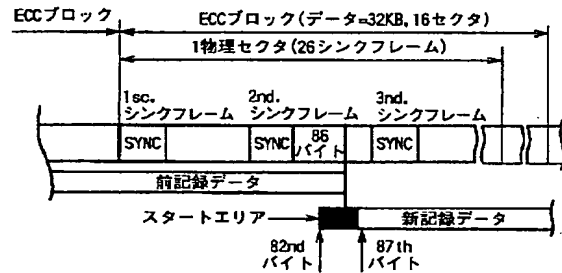 ECCブロック
ECCブロック(データ=32KB, 16セクタ)
1物理セクタ(26シンクフレーム)
1sc.
シンクフレーム
2nd.
シンクフレーム
3nd.
シンクフレーム
SYNC
SYNC
86
バイト
SYNC
前記録データ
スタートエリア
新記録データ
82nd
バイト
87th
バイト